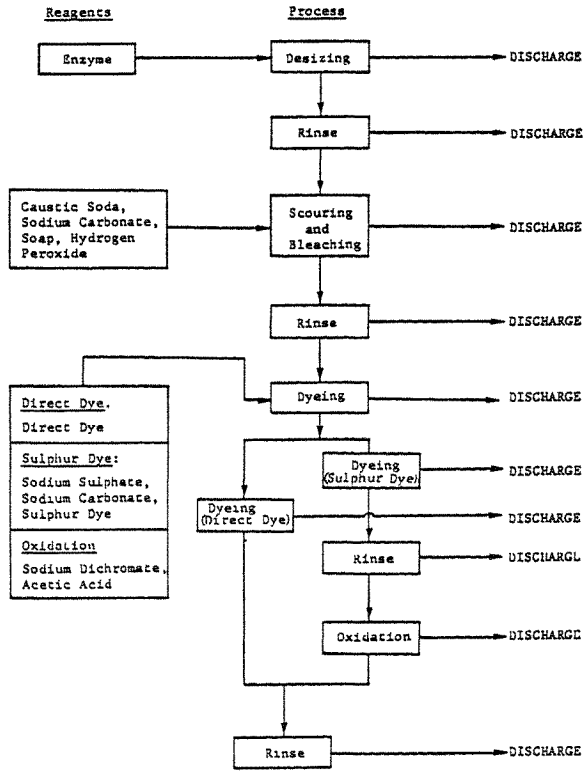 Reagents Process
Enzyme Desizing DISCHARGE
Rinse DISCHARGE
Caustic Soda,
Sodium Carbonate,
Soap, Hydrogen
Peroxide
Scouring
and
Bleaching
DISCHARGE
Rinse DISCHARGE
Dyeing DISCHARGE
Direct Dye.
Direct Dye
Sulphur Dye:
Sodium Sulphate,
Sodium Carbonate,
Sulphur Dye
Oxidation
Sodium Dichromate,
Acetic Acid
Dyeing
(Sulphur Dye)
DISCHARGE
Dyeing
(Direct Dye)
DISCHARGE
Rinse DISCHARGL
Oxidation DISCHARGE
Rinse DISCHARGE